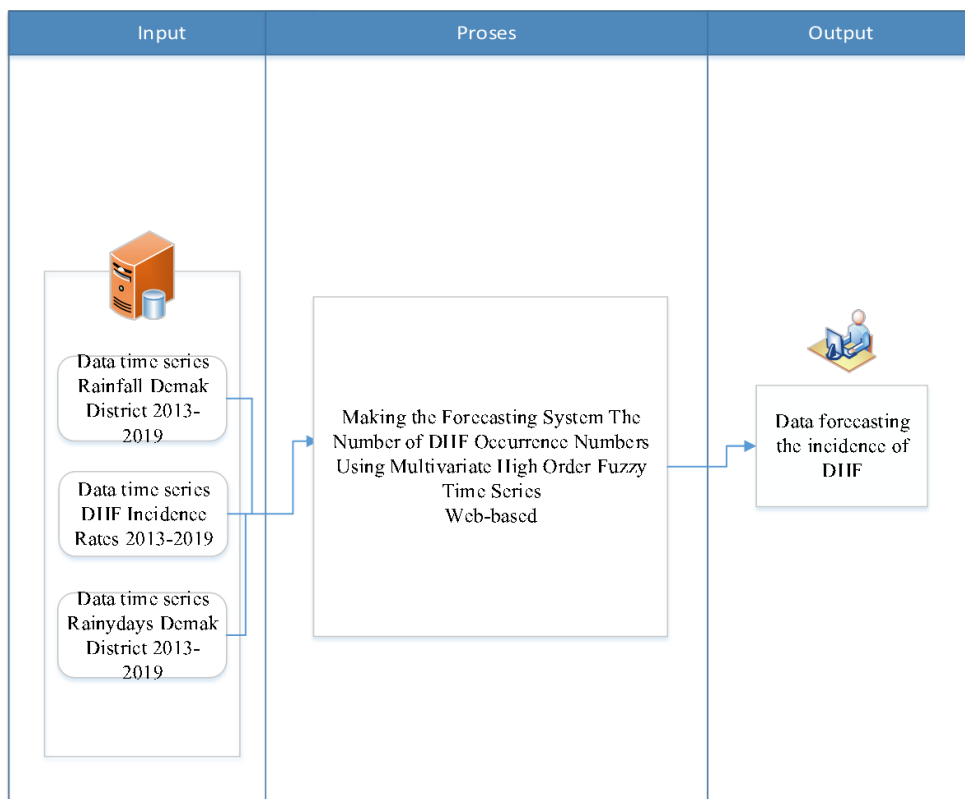 Input
Proses
Output
Data time series
Rainfall Demak
District 2013-
2019
Data time series
DHF Incidence
Rates 2013-2019
Data time series
Rainydays Demak
District 2013-
2019
Making the Forecasting System The
Number of DHF Occurrence Numbers
Using Multivariate High Order Fuzzy
Time Series
Web-based
Data forecasting
the incidence of
DHF